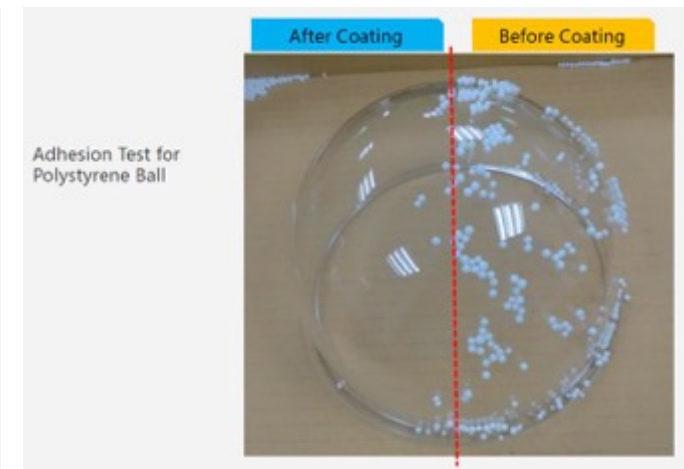 After Coating
Before Coating
Adhesion Test for
Polystyrene Ball